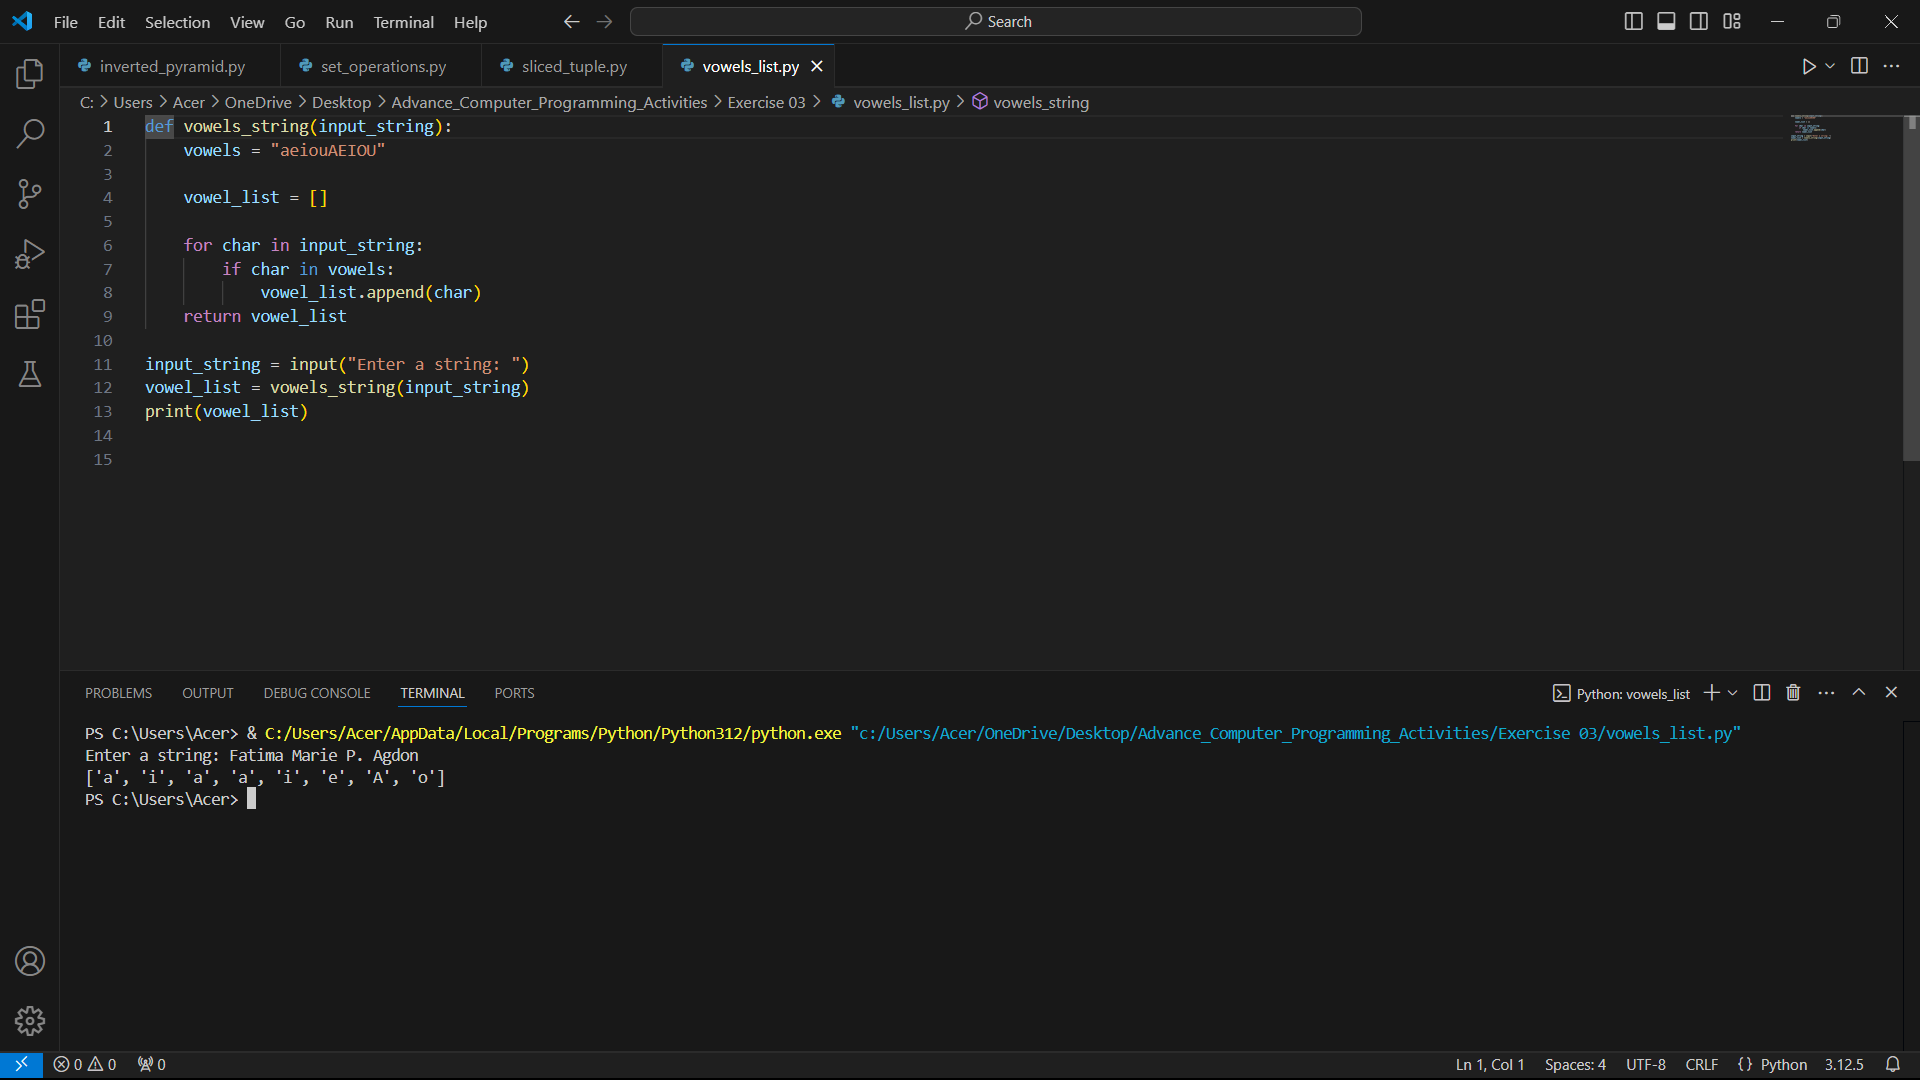 File Edit Selection View Go Run Terminal Help Search
inverted_pyramid.py set_operations.py sliced_tuple.py vowels_list.py
C: > Users > Acer > OneDrive > Desktop > Advance_Computer_Programming_Activities > Exercise 03 > vowels_list.py > vowels_string
1 def vowels_string(input_string):
2     vowels = "aeiouAEIOU"
3
4     vowel_list = []
5
6     for char in input_string:
7         if char in vowels:
8             vowel_list.append(char)
9     return vowel_list
10
11 input_string = input("Enter a string: ")
12 vowel_list = vowels_string(input_string)
13 print(vowel_list)
14
15
PROBLEMS OUTPUT DEBUG CONSOLE TERMINAL PORTS Python: vowels_list
PS C:\Users\Acer> & C:/Users/Acer/AppData/Local/Programs/Python/Python312/python.exe "c:/Users/Acer/OneDrive/Desktop/Advance_Computer_Programming_Activities/Exercise 03/vowels_list.py"
Enter a string: Fatima Marie P. Agdon
['a', 'i', 'a', 'a', 'i', 'e', 'A', 'o']
PS C:\Users\Acer>
0 0 0 Ln 1, Col 1 Spaces: 4 UTF-8 CRLF {} Python 3.12.5